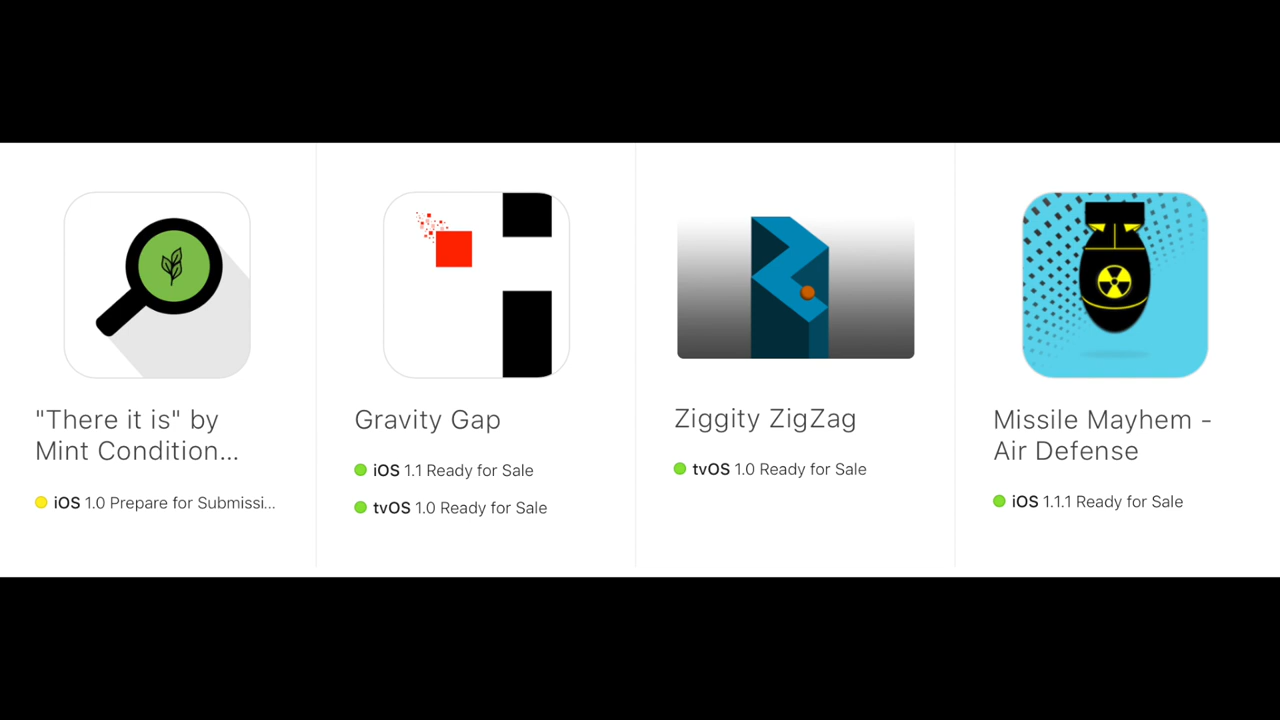 "There it is" by
Mint Condition...
iOS 1.0 Prepare for Submissi...
Gravity Gap
iOS 1.1 Ready for Sale
tvOS 1.0 Ready for Sale
Ziggity ZigZag
tvOS 1.0 Ready for Sale
Missile Mayhem -
Air Defense
iOS 1.1.1 Ready for Sale